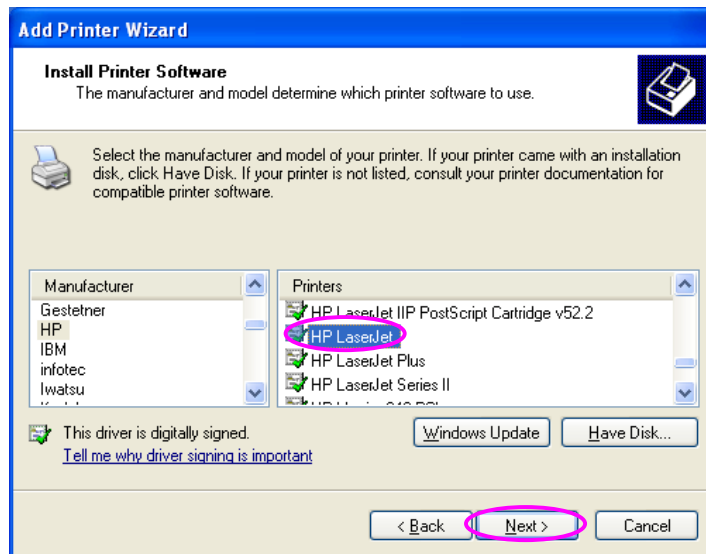 Add Printer Wizard
Install Printer Software
The manufacturer and model determine which printer software to use.
Select the manufacturer and model of your printer. If your printer came with an installation
disk, click Have Disk. If your printer is not listed, consult your printer documentation for
compatible printer software.
Manufacturer
Gestetner
HP
IBM
infotec
Iwatsu
Printers
HP LaserJet IIP PostScript Cartridge v52.2
HP LaserJet
HP LaserJet Plus
HP LaserJet Series II
This driver is digitally signed.
Tell me why driver signing is important
Windows Update
Have Disk...
< Back
Next >
Cancel